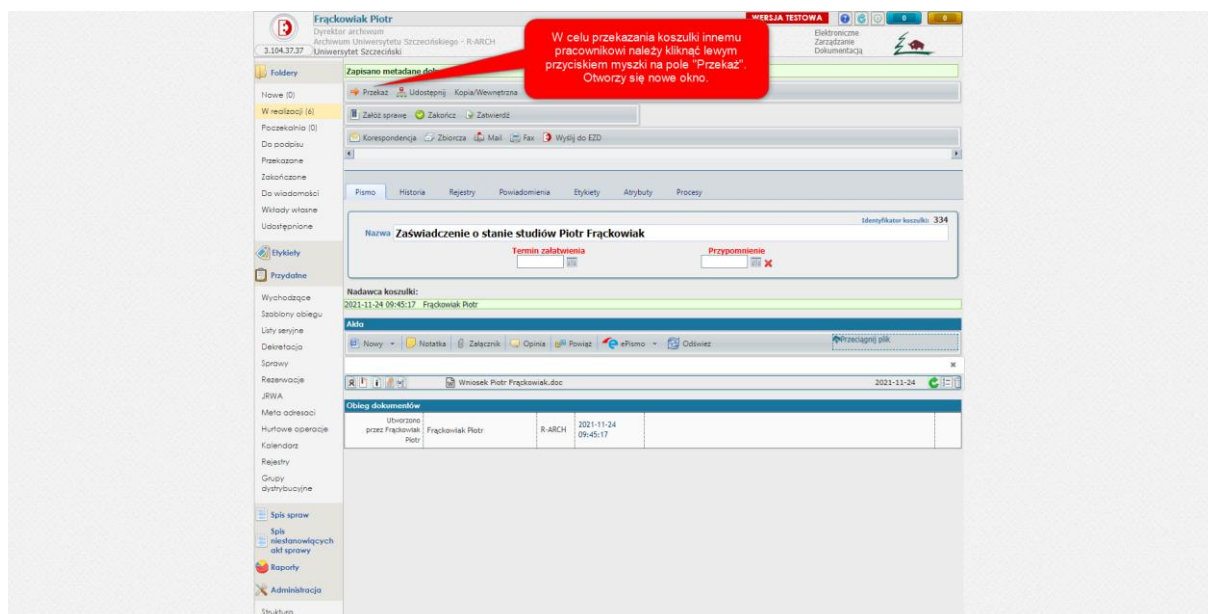 Frąckowiak Piotr
Dyrektor archiwum
Archiwum Uniwersytetu Szczecińskiego - R-ARCH
3.104.37.37 Uniwersytet Szczeciński
WERSJA TESTOWA
0
0
Elektroniczne
Zarządzanie
Dokumentacją
W celu przekazania koszulki innemu
pracownikowi należy kliknąć lewym
przyciskiem myszki na pole "Przekaż".
Otworzy się nowe okno.
Foldery
Nowe (0)
W realizacji (6)
Poczekalnia (0)
Do podpisu
Przekazane
Zakończone
Do wiadomości
Wkłady własne
Udostępnione
Etykiety
Przydatne
Wychodzące
Szablony obiegu
Listy seryjne
Dekretacja
Sprawy
Rezerwacje
JRWA
Meta adresaci
Hurtowe operacje
Kalendarz
Rejestry
Grupy
dystrybucyjne
Spis spraw
Spis
niestanowiących
akt sprawy
Raporty
Administracja
Struktura
Zapisano metadane
Przekaż Udostępnij Kopia/Wewnętrzna
Załóż sprawę Zakończ Zatwierdź
Korespondencja Zbiorcza Mail Fax Wyślij do EZD
Pismo Historia Rejestry Powiadomienia Etykiety Atrybuty Procesy
Identyfikator koszulki: 334
Nazwa Zaświadczenie o stanie studiów Piotr Frąckowiak
Termin załatwienia Przypomnienie
Nadawca koszulki:
2021-11-24 09:45:17 Frąckowiak Piotr
Akta
Nowy Notatka Załącznik Opinia Powiąż ePismo Odśwież Przeciągnij plik
Wniosek Piotr Frąckowiak.doc 2021-11-24
Obieg dokumentów
Utworzono
przez Frąckowiak
Piotr
Frąckowiak Piotr
R-ARCH
2021-11-24
09:45:17